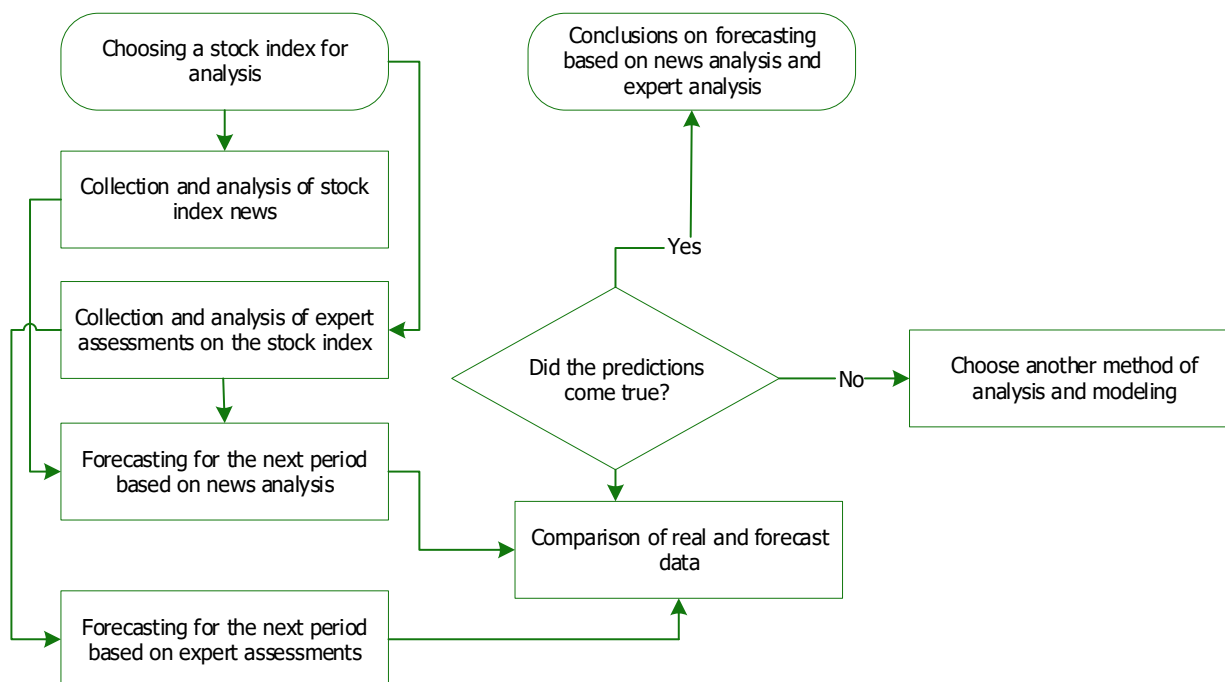 Choosing a stock index for
analysis
Collection and analysis of stock
index news
Collection and analysis of expert
assessments on the stock index
Forecasting for the next period
based on news analysis
Forecasting for the next period
based on expert assessments
Conclusions on forecasting
based on news analysis and
expert analysis
Yes
Did the predictions
come true?
No
Choose another method of
analysis and modeling
Comparison of real and forecast
data